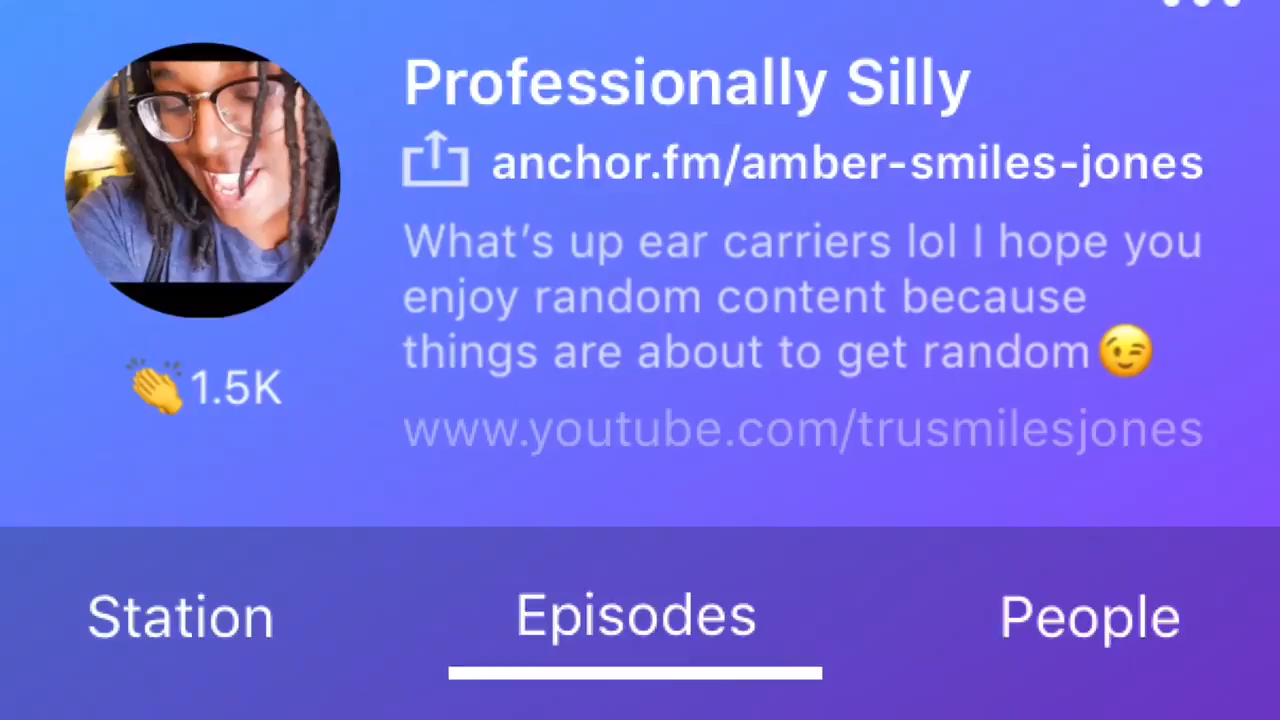 Professionally Silly
anchor.fm/amber-smiles-jones
What’s up ear carriers lol I hope you
enjoy random content because
things are about to get random😉
👏1.5K
www.youtube.com/trusmilesjones
Station
Episodes
People